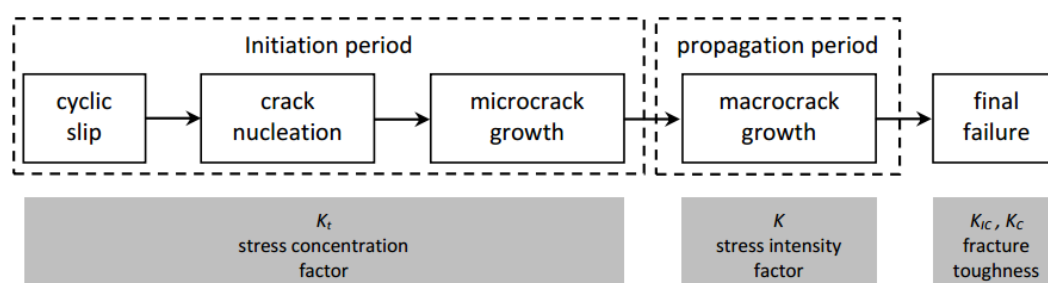 Initiation period
propagation period
cyclic
slip
crack
nucleation
microcrack
growth
macrocrack
growth
final
failure
Kt
stress concentration
factor
K
stress intensity
factor
KIC , KC
fracture
toughness